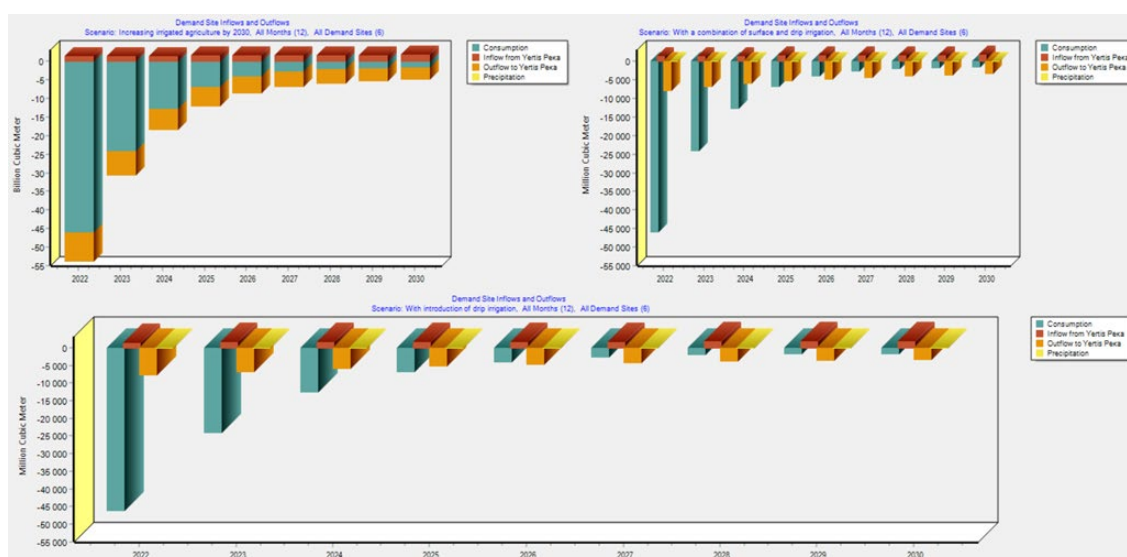 Demand Site Inflows and Outflows
Scenario: Increasing irrigated agriculture by 2030, All Months (12), All Demand Sites (6)
Billion Cubic Meter
0
-5
-10
-15
-20
-25
-30
-35
-40
-45
-50
-55
2022 2023 2024 2025 2026 2027 2028 2029 2030
Consumption
Inflow from Yertis Река
Outflow to Yertis Река
Precipitation
Demand Site Inflows and Outflows
Scenario: With a combination of surface and drip irigation, All Months (12), All Demand Sites (6)
Million Cubic Meter
0
-5 000
-10 000
-15 000
-20 000
-25 000
-30 000
-35 000
-40 000
-45 000
-50 000
-55 000
2022 2023 2024 2025 2026 2027 2028 2029 2030
Consumption
Inflow from Yertis Река
Outflow to Yertis Река
Precipitation
Demand Site Inflows and Outflows
Scenario: With introduction of drip irigation, All Months (12), All Demand Sites (6)
Million Cubic Meter
0
-5 000
-10 000
-15 000
-20 000
-25 000
-30 000
-35 000
-40 000
-45 000
-50 000
-55 000
2022 2023 2024 2025 2026 2027 2028 2029 2030
Consumption
Inflow from Yertis Река
Outflow to Yertis Река
Precipitation